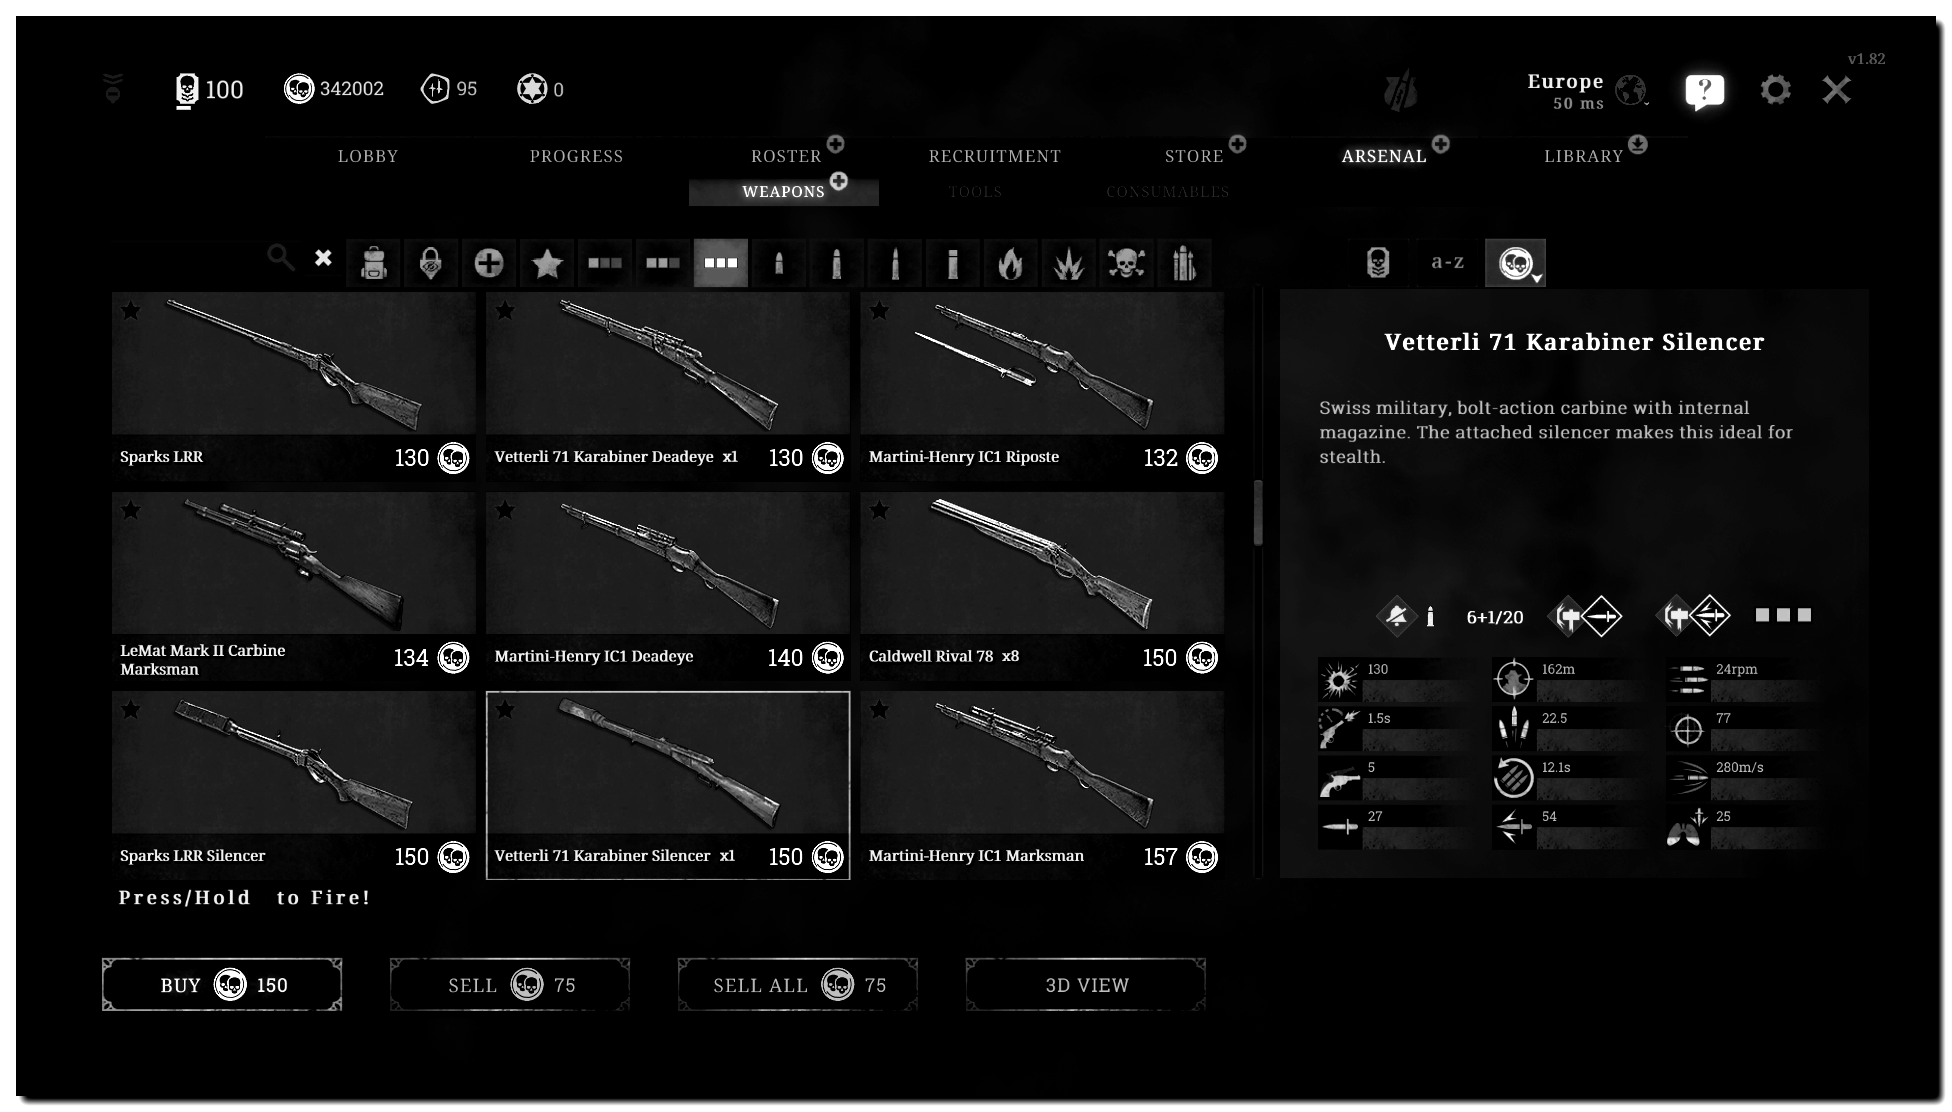 v1.82
100
342002
95
0
Europe
50 ms
?
LOBBY
PROGRESS
ROSTER
RECRUITMENT
STORE
ARSENAL
LIBRARY
WEAPONS
TOOLS
CONSUMABLES
a-z
Sparks LRR
130
Vetterli 71 Karabiner Deadeye x1
130
Martini-Henry IC1 Riposte
132
LeMat Mark II Carbine
Marksman
134
Martini-Henry IC1 Deadeye
140
Caldwell Rival 78 x8
150
Sparks LRR Silencer
150
Vetterli 71 Karabiner Silencer x1
150
Martini-Henry IC1 Marksman
157
Press/Hold to Fire!
BUY 150
SELL 75
SELL ALL 75
3D VIEW
Vetterli 71 Karabiner Silencer
Swiss military, bolt-action carbine with internal
magazine. The attached silencer makes this ideal for
stealth.
6+1/20
130
162m
24rpm
1.5s
22.5
77
5
12.1s
280m/s
27
54
25